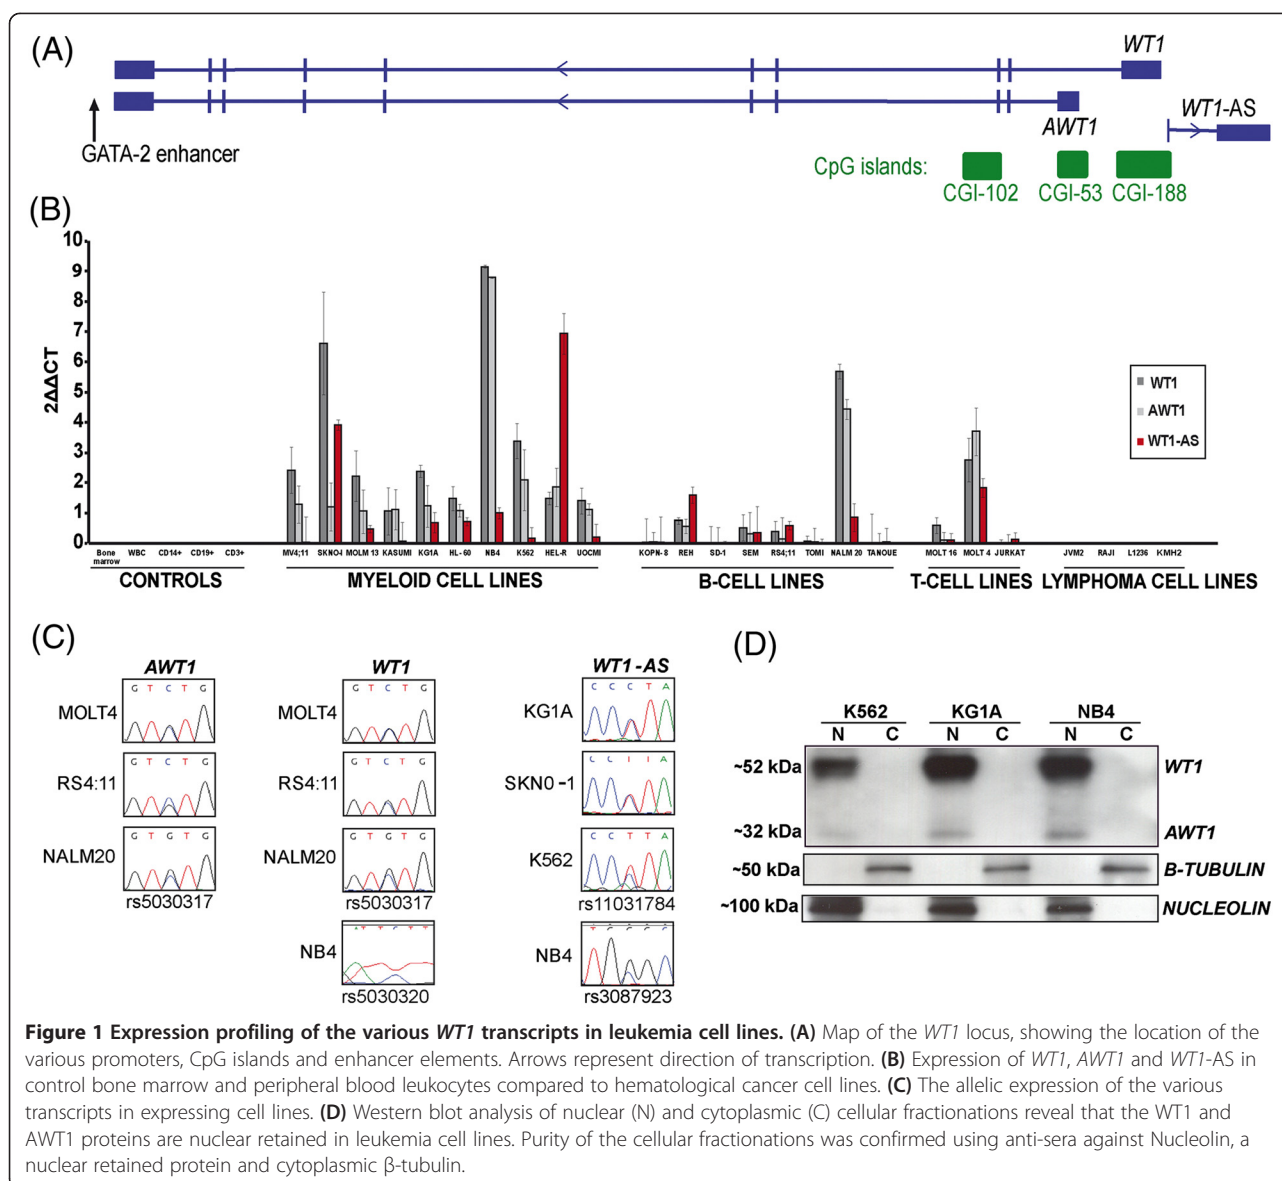 (A)
WT1
AWT1
WT1-AS
GATA-2 enhancer
CpG islands:
CGI-102 CGI-53 CGI-188
(B)
2ΔΔCT
10
9
8
7
6
5
4
3
2
1
0
WT1
AWT1
WT1-AS
Bone marrow WBC CD14+ CD19+ CD3+ MV4;11 SKNO-1 MOLM 13 KASUMI KG1A HL-60 NB4 K562 HEL-R UOCMI KOPN-8 REH SD-1 SEM RS4;11 TOMI NALM 20 TANOUE MOLT 16 MOLT 4 JURKAT JVM2 RAJI L1236 KMH2
CONTROLS MYELOID CELL LINES B-CELL LINES T-CELL LINES LYMPHOMA CELL LINES
(C)
AWT1
MOLT4
G T C T G
RS4:11
G T C T G
NALM20
G T G T G
rs5030317
WT1
MOLT4
G T C T G
RS4:11
G T C T G
NALM20
G T G T G
rs5030317
NB4
rs5030320
WT1-AS
KG1A
C C C T A
SKN0-1
K562
C C T T A
rs11031784
NB4
rs3087923
(D)
K562 KG1A NB4
N C N C N C
~52 kDa WT1
~32 kDa AWT1
~50 kDa B-TUBULIN
~100 kDa NUCLEOLIN
Figure 1 Expression profiling of the various WT1 transcripts in leukemia cell lines. (A) Map of the WT1 locus, showing the location of the
various promoters, CpG islands and enhancer elements. Arrows represent direction of transcription. (B) Expression of WT1, AWT1 and WT1-AS in
control bone marrow and peripheral blood leukocytes compared to hematological cancer cell lines. (C) The allelic expression of the various
transcripts in expressing cell lines. (D) Western blot analysis of nuclear (N) and cytoplasmic (C) cellular fractionations reveal that the WT1 and
AWT1 proteins are nuclear retained in leukemia cell lines. Purity of the cellular fractionations was confirmed using anti-sera against Nucleolin, a
nuclear retained protein and cytoplasmic β-tubulin.